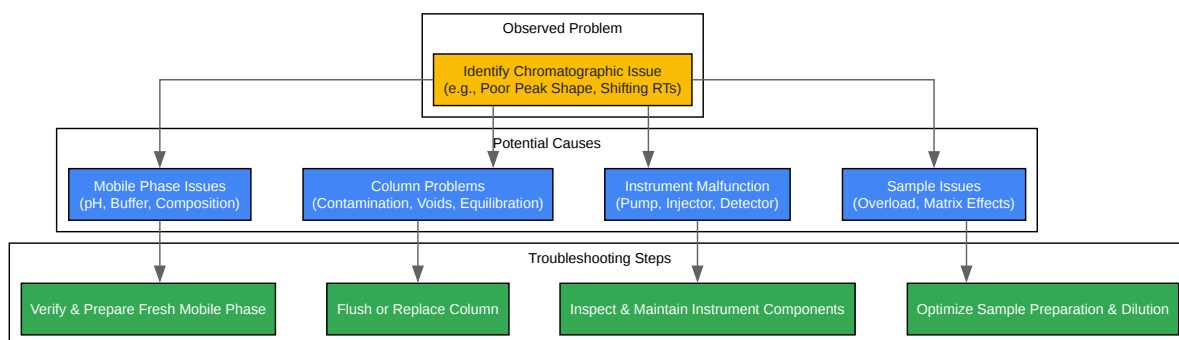 Observed Problem
Identify Chromatographic Issue
(e.g., Poor Peak Shape, Shifting RTs)
Potential Causes
Mobile Phase Issues
(pH, Buffer, Composition)
Column Problems
(Contamination, Voids, Equilibration)
Instrument Malfunction
(Pump, Injector, Detector)
Sample Issues
(Overload, Matrix Effects)
Troubleshooting Steps
Verify & Prepare Fresh Mobile Phase
Flush or Replace Column
Inspect & Maintain Instrument Components
Optimize Sample Preparation & Dilution